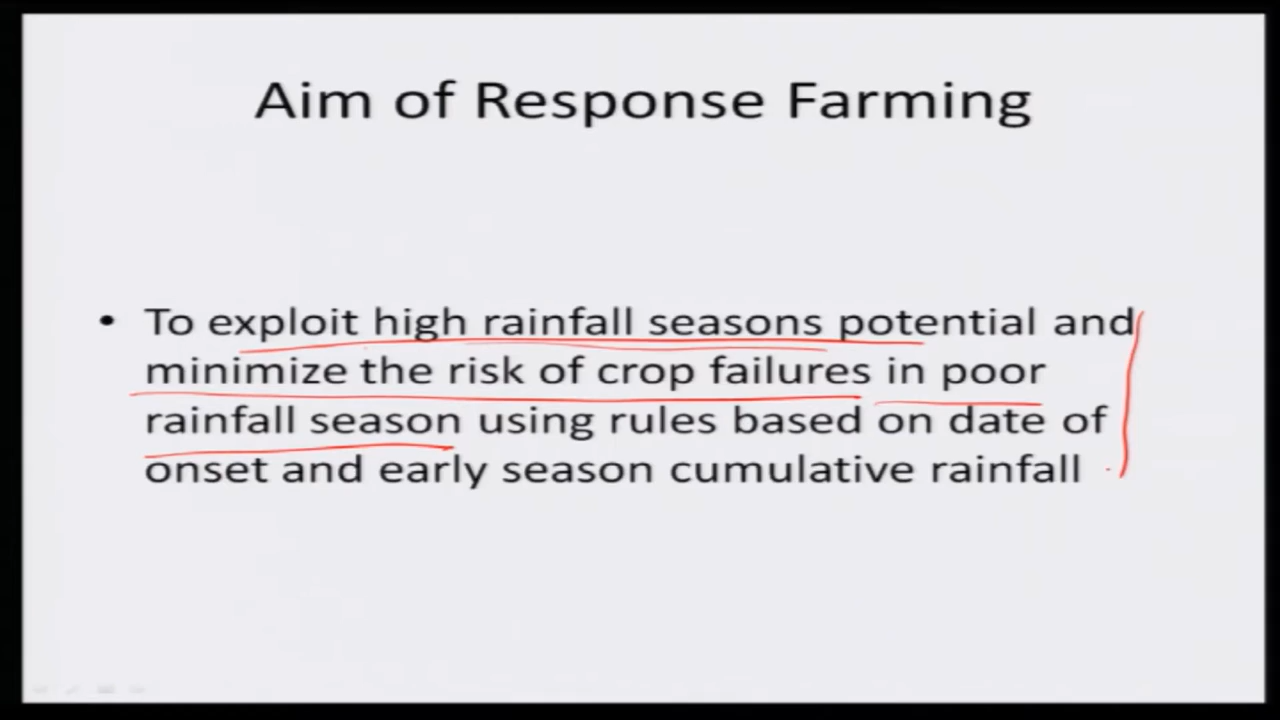 Aim of Response Farming
• To exploit high rainfall seasons potential and
minimize the risk of crop failures in poor
rainfall season using rules based on date of
onset and early season cumulative rainfall